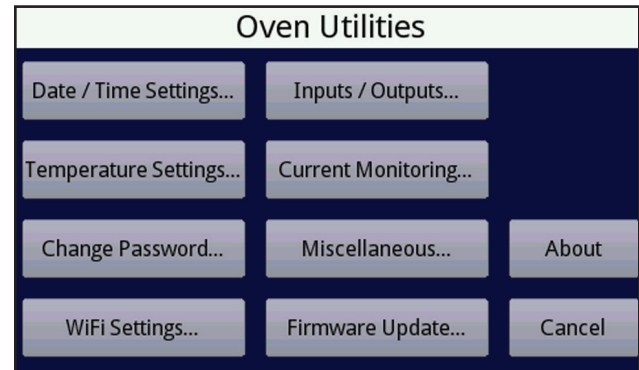 Oven Utilities
Date / Time Settings...
Inputs / Outputs...
Temperature Settings...
Current Monitoring...
Change Password...
Miscellaneous...
About
WiFi Settings...
Firmware Update...
Cancel